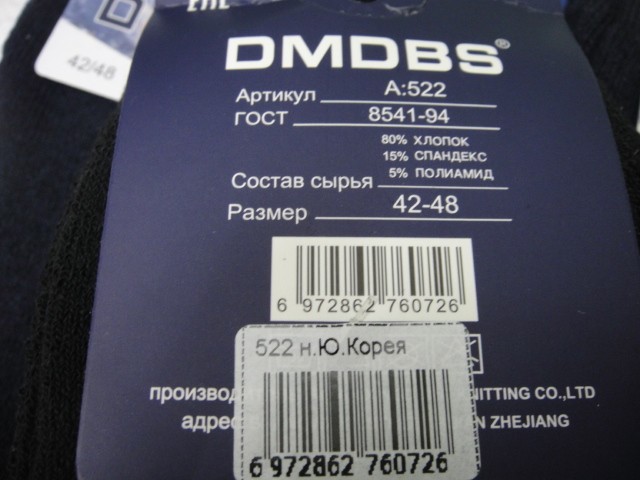 EAC
42/48
DMDBS®
Артикул A:522
ГОСТ 8541-94
80% ХЛОПОК
15% СПАНДЕКС
5% ПОЛИАМИД
Состав сырья
Размер 42-48
6 972862 760726
522 н.Ю.Корея
производ NITTING CO.,LTD
адрес N ZHEJIANG
6 972862 760726